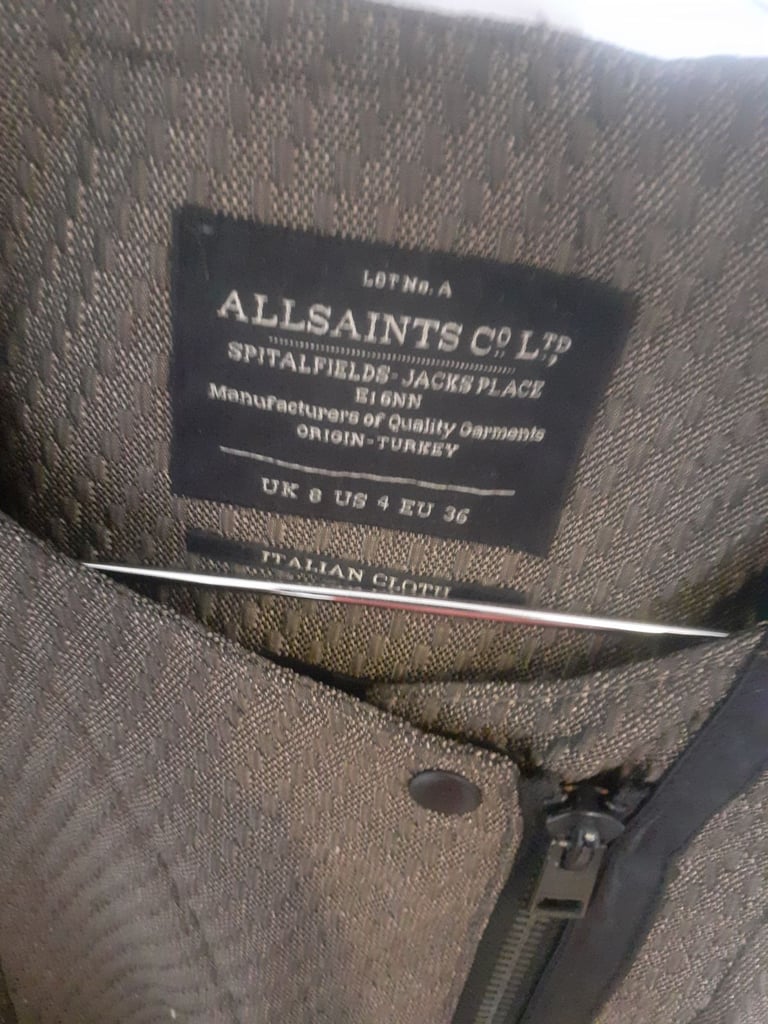 LOT No. A
ALLSAINTS Cº LTD,
SPITALFIELDS-JACKS PLACE
E16NN
Manufacturers of Quality Garments
ORIGIN-TURKEY
UK 8 US 4 EU 36
ITALIAN CLOTH